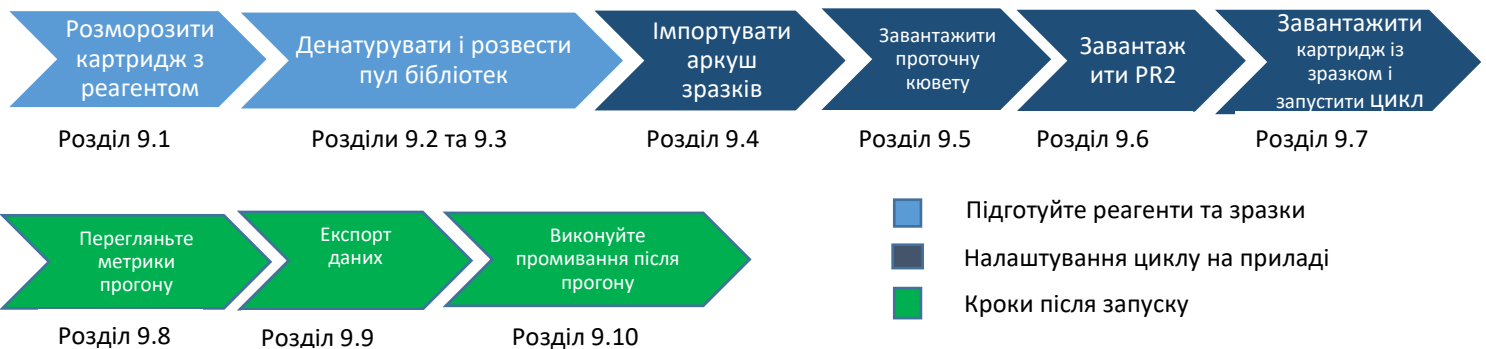 Розморозити
картридж з
реагентом
Денатурувати і розвести
пул бібліотек
Імпортувати
аркуш
зразків
Завантажити
проточну
кювету
Завантаж
ити PR2
Завантажити
картридж із
зразком і
запустити цикл
Розділ 9.1
Розділи 9.2 та 9.3
Розділ 9.4
Розділ 9.5
Розділ 9.6
Розділ 9.7
Перегляньте
метрики
прогону
Експорт
даних
Виконуйте
промивання після
прогону
Розділ 9.8
Розділ 9.9
Розділ 9.10
Підготуйте реагенти та зразки
Налаштування циклу на приладі
Кроки після запуску